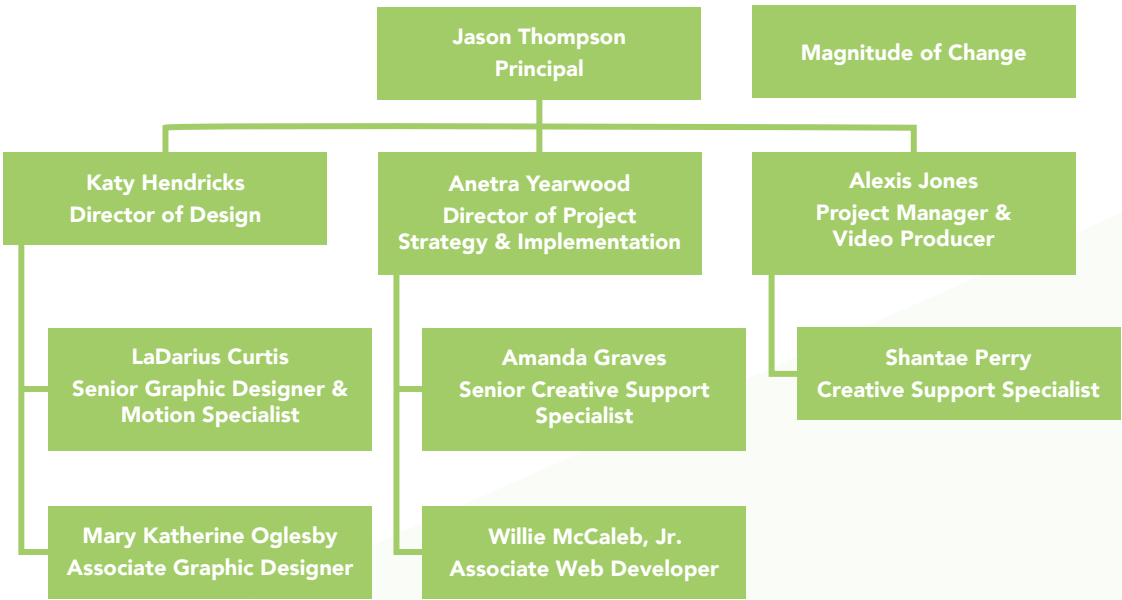 Jason Thompson
Principal
Magnitude of Change
Katy Hendricks
Director of Design
Anetra Yearwood
Director of Project
Strategy & Implementation
Alexis Jones
Project Manager &
Video Producer
LaDarius Curtis
Senior Graphic Designer &
Motion Specialist
Amanda Graves
Senior Creative Support
Specialist
Shantae Perry
Creative Support Specialist
Mary Katherine Oglesby
Associate Graphic Designer
Willie McCaleb, Jr.
Associate Web Developer